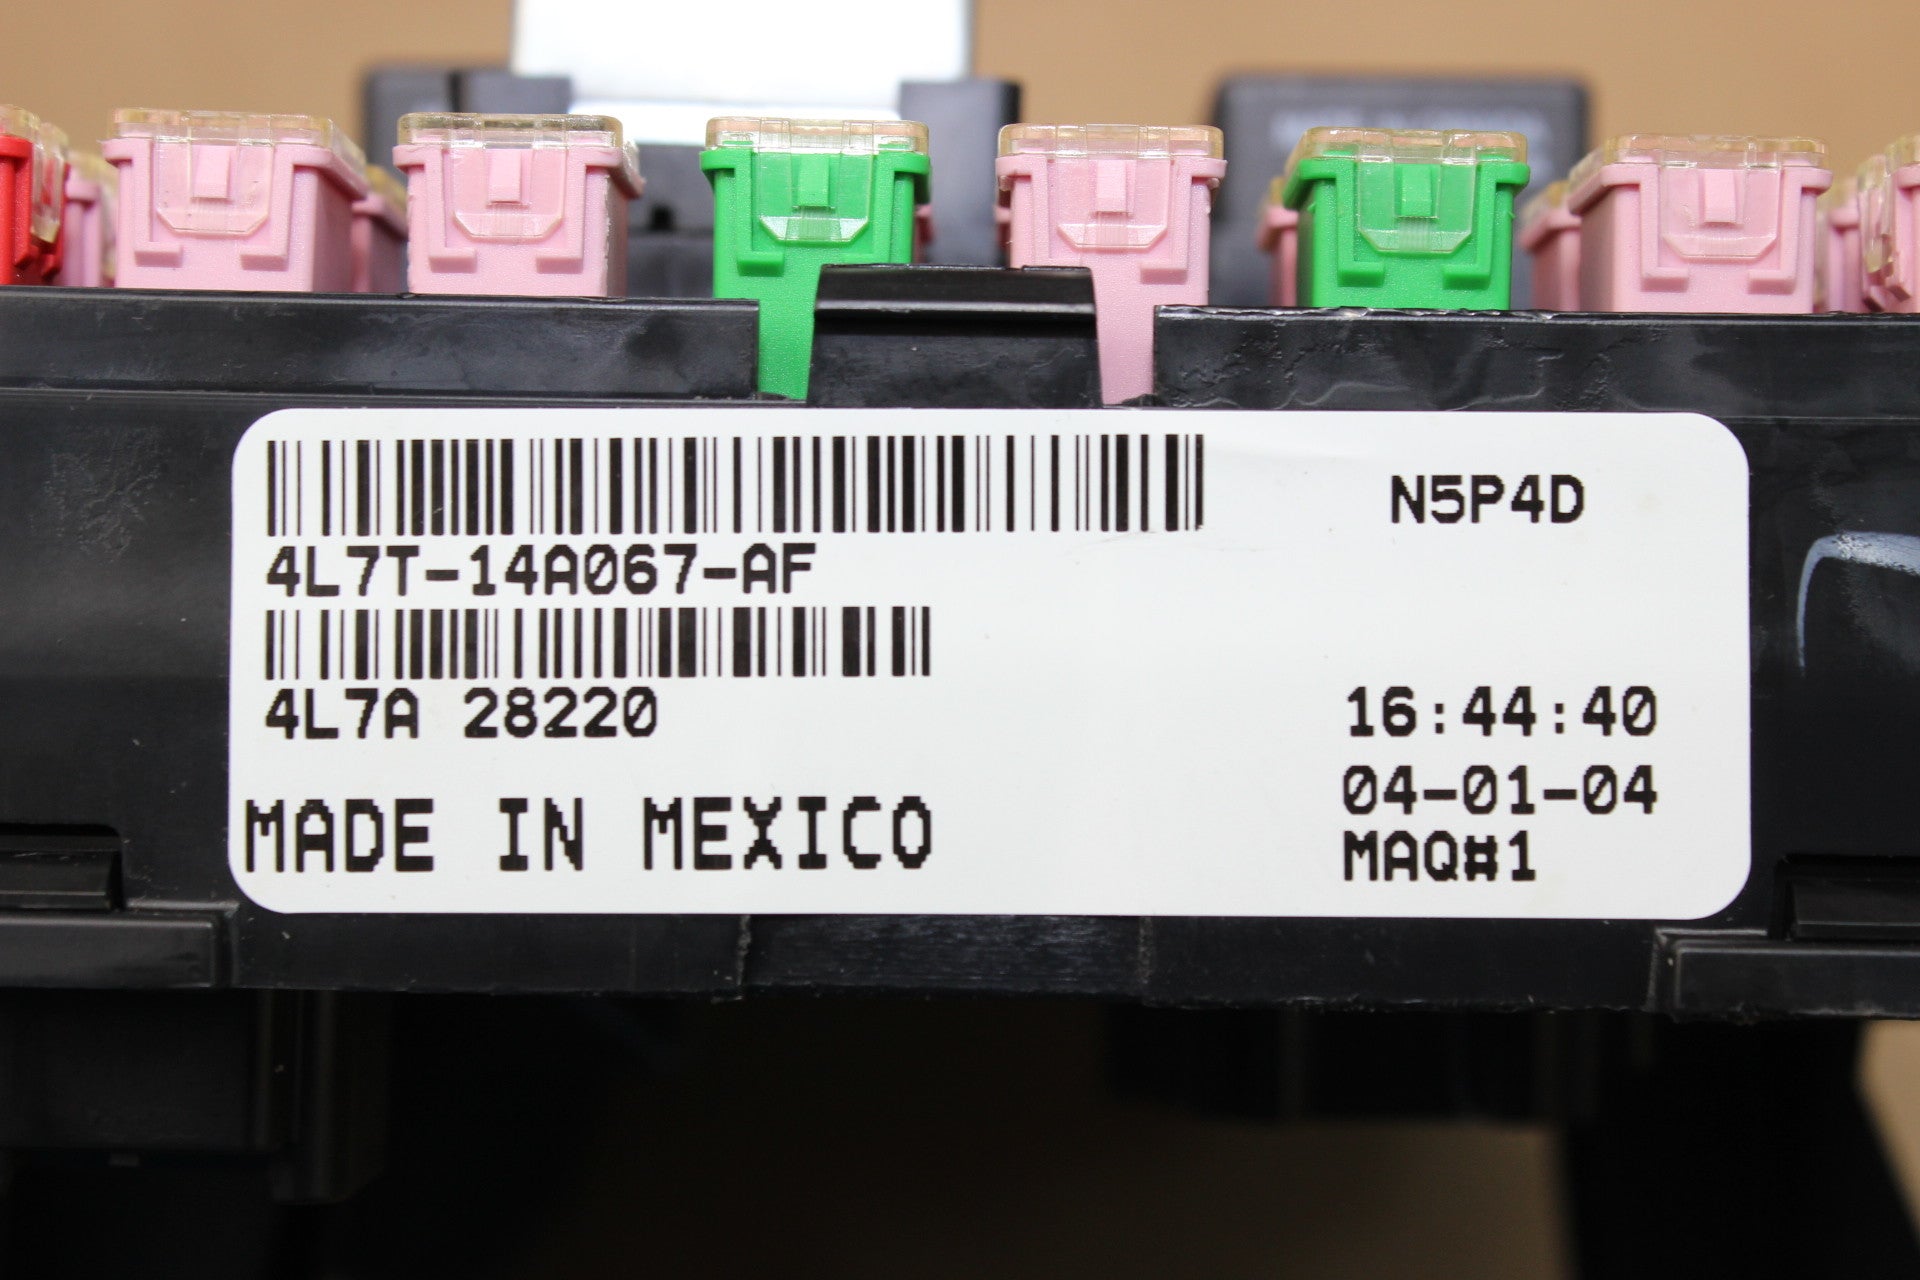 N5P4D
4L7T-14A067-AF
4L7A 28220
16:44:40
04-01-04
MADE IN MEXICO
MAQ#1